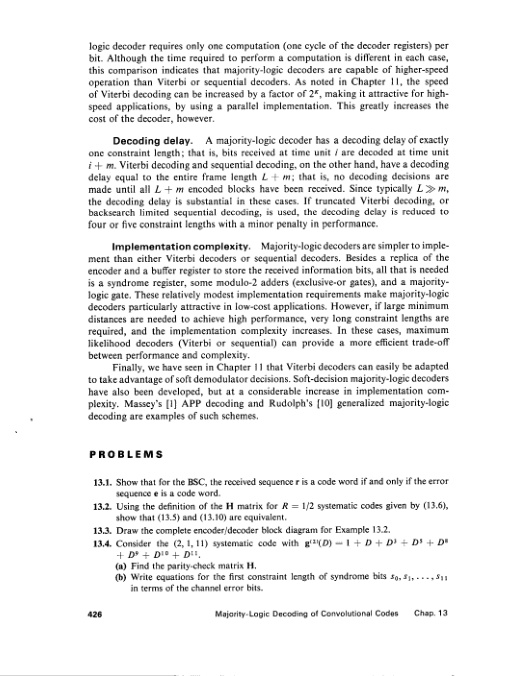 logic decoder requires only one computation (one cycle of the decoder registers) per
bit. Although the time required to perform a computation is different in each case,
this comparison indicates that majority-logic decoders are capable of higher-speed
operation than Viterbi or sequential decoders. As noted in Chapter 11, the speed
of Viterbi decoding can be increased by a factor of 2ᴷ, making it attractive for high-
speed applications, by using a parallel implementation. This greatly increases the
cost of the decoder, however.
Decoding delay. A majority-logic decoder has a decoding delay of exactly
one constraint length; that is, bits received at time unit i are decoded at time unit
i + m. Viterbi decoding and sequential decoding, on the other hand, have a decoding
delay equal to the entire frame length L + m; that is, no decoding decisions are
made until all L + m encoded blocks have been received. Since typically L ≫ m,
the decoding delay is substantial in these cases. If truncated Viterbi decoding, or
backsearch limited sequential decoding, is used, the decoding delay is reduced to
four or five constraint lengths with a minor penalty in performance.
Implementation complexity. Majority-logic decoders are simpler to imple-
ment than either Viterbi decoders or sequential decoders. Besides a replica of the
encoder and a buffer register to store the received information bits, all that is needed
is a syndrome register, some modulo-2 adders (exclusive-or gates), and a majority-
logic gate. These relatively modest implementation requirements make majority-logic
decoders particularly attractive in low-cost applications. However, if large minimum
distances are needed to achieve high performance, very long constraint lengths are
required, and the implementation complexity increases. In these cases, maximum
likelihood decoders (Viterbi or sequential) can provide a more efficient trade-off
between performance and complexity.
Finally, we have seen in Chapter 11 that Viterbi decoders can easily be adapted
to take advantage of soft demodulator decisions. Soft-decision majority-logic decoders
have also been developed, but at a considerable increase in implementation com-
plexity. Massey's [1] APP decoding and Rudolph's [10] generalized majority-logic
decoding are examples of such schemes.
PROBLEMS
13.1. Show that for the BSC, the received sequence r is a code word if and only if the error
sequence e is a code word.
13.2. Using the definition of the H matrix for R = 1/2 systematic codes given by (13.6),
show that (13.5) and (13.10) are equivalent.
13.3. Draw the complete encoder/decoder block diagram for Example 13.2.
13.4. Consider the (2, 1, 11) systematic code with g⁽²⁾(D) = 1 + D + D³ + D⁵ + D⁸
+ D⁹ + D¹⁰ + D¹¹.
(a) Find the parity-check matrix H.
(b) Write equations for the first constraint length of syndrome bits s₀, s₁, . . . , s₁₁
in terms of the channel error bits.
426 Majority-Logic Decoding of Convolutional Codes Chap. 13